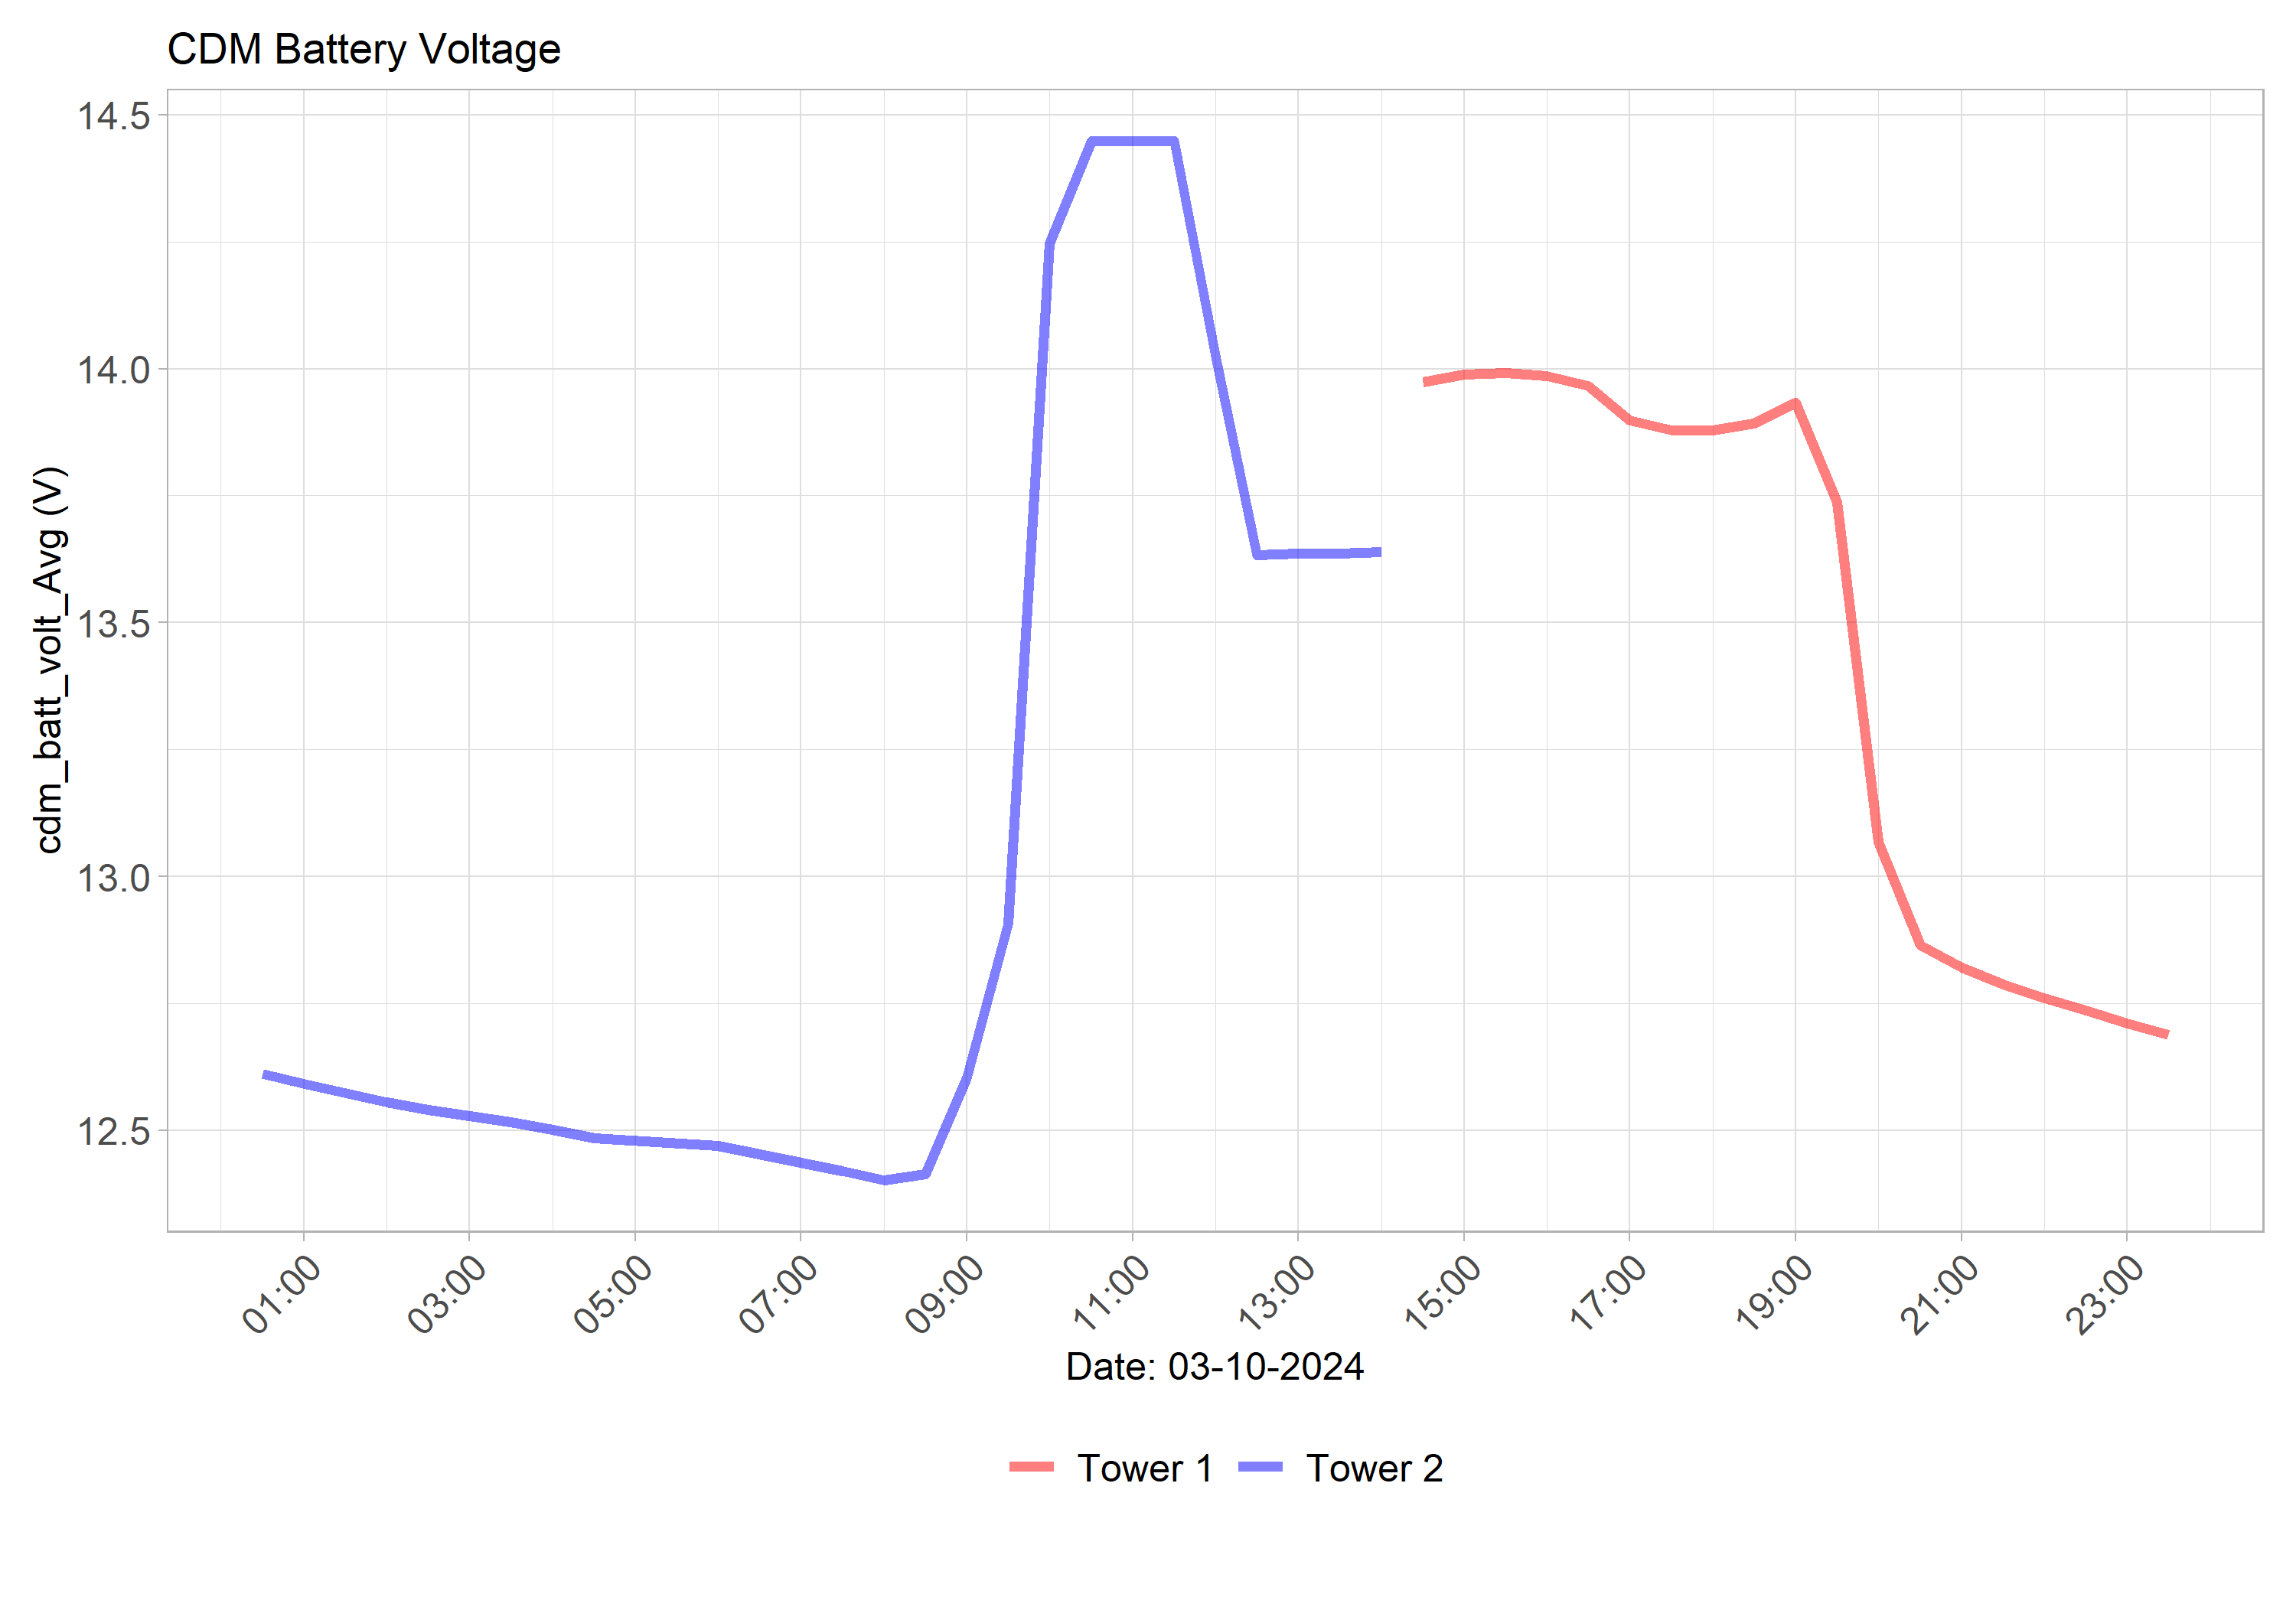 CDM Battery Voltage
14.5
14.0
13.5
13.0
12.5
cdm_batt_volt_Avg (V)
01:00 03:00 05:00 07:00 09:00 11:00 13:00 15:00 17:00 19:00 21:00 23:00
Date: 03-10-2024
Tower 1 Tower 2